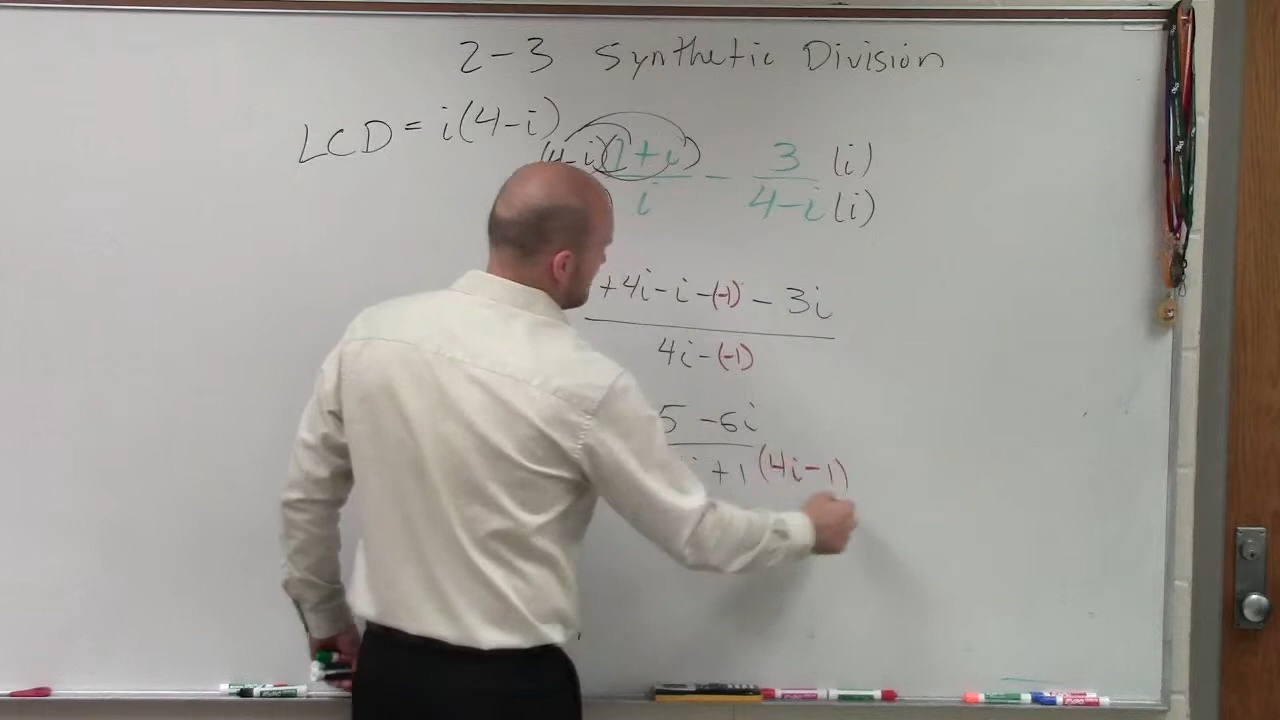 2-3 Synthetic Division
LCD = i(4-i)
(4-i)(1+i) - 3 (i)
i 4-i (i)
+4i-i-(-1) - 3i
4i-(-1)
5 -6i
i +1 (4i-1)